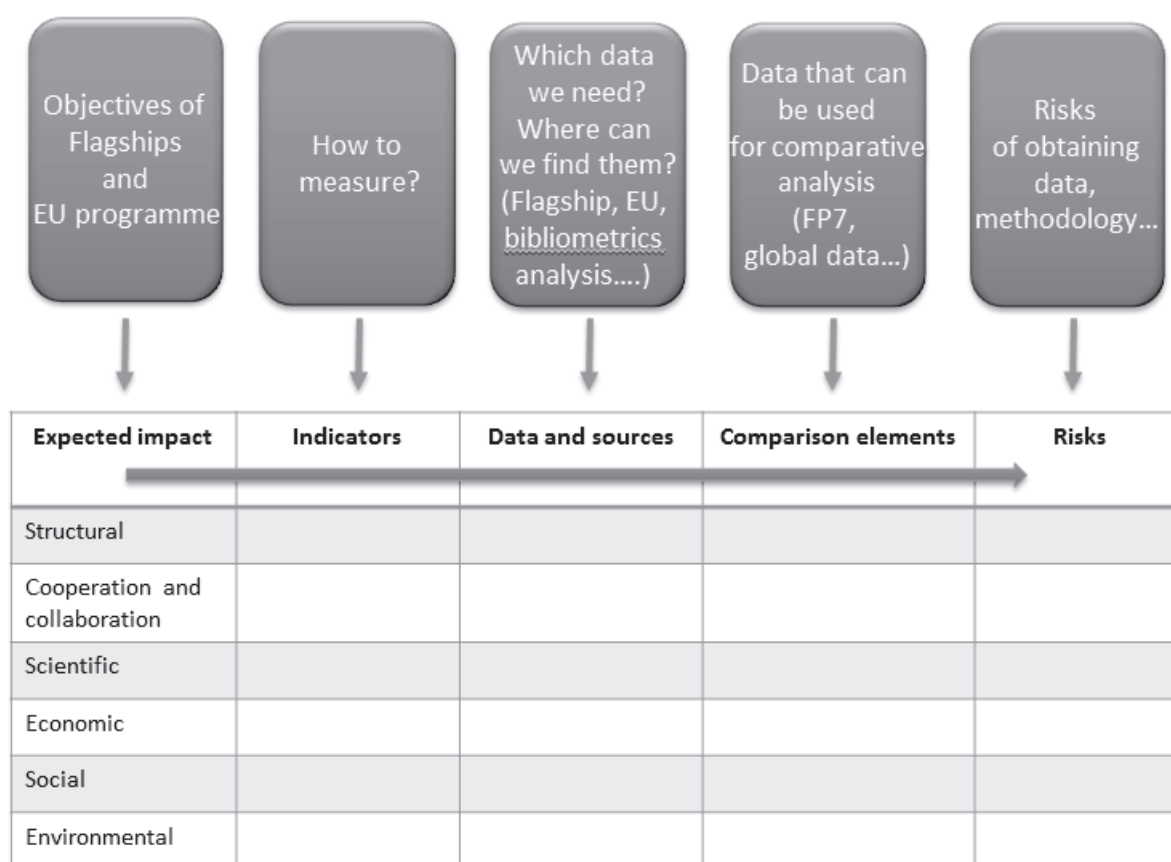 Objectives of
Flagships
and
EU programme
How to
measure?
Which data
we need?
Where can
we find them?
(Flagship, EU,
bibliometrics
analysis....)
Data that can
be used
for comparative
analysis
(FP7,
global data...)
Risks
of obtaining
data,
methodology...
Expected impact Indicators Data and sources Comparison elements Risks
Structural
Cooperation and
collaboration
Scientific
Economic
Social
Environmental